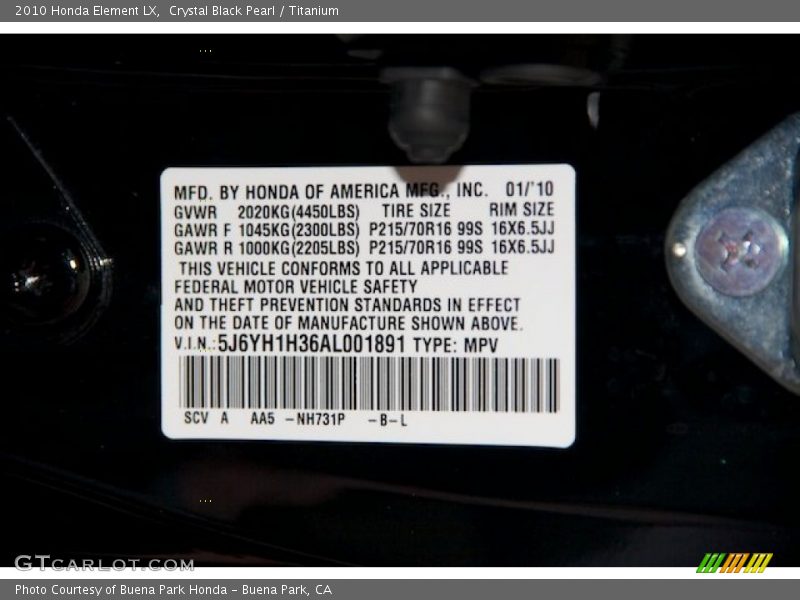 2010 Honda Element LX,  Crystal Black Pearl / Titanium
MFD. BY HONDA OF AMERICA MFG., INC. 01/'10
GVWR 2020KG(4450LBS) TIRE SIZE RIM SIZE
GAWR F 1045KG(2300LBS) P215/70R16 99S 16X6.5JJ
GAWR R 1000KG(2205LBS) P215/70R16 99S 16X6.5JJ
THIS VEHICLE CONFORMS TO ALL APPLICABLE
FEDERAL MOTOR VEHICLE SAFETY
AND THEFT PREVENTION STANDARDS IN EFFECT
ON THE DATE OF MANUFACTURE SHOWN ABOVE.
V.I.N.:5J6YH1H36AL001891 TYPE: MPV
SCV A AA5 -NH731P -B-L
GTCARLOT.COM
Photo Courtesy of Buena Park Honda - Buena Park, CA